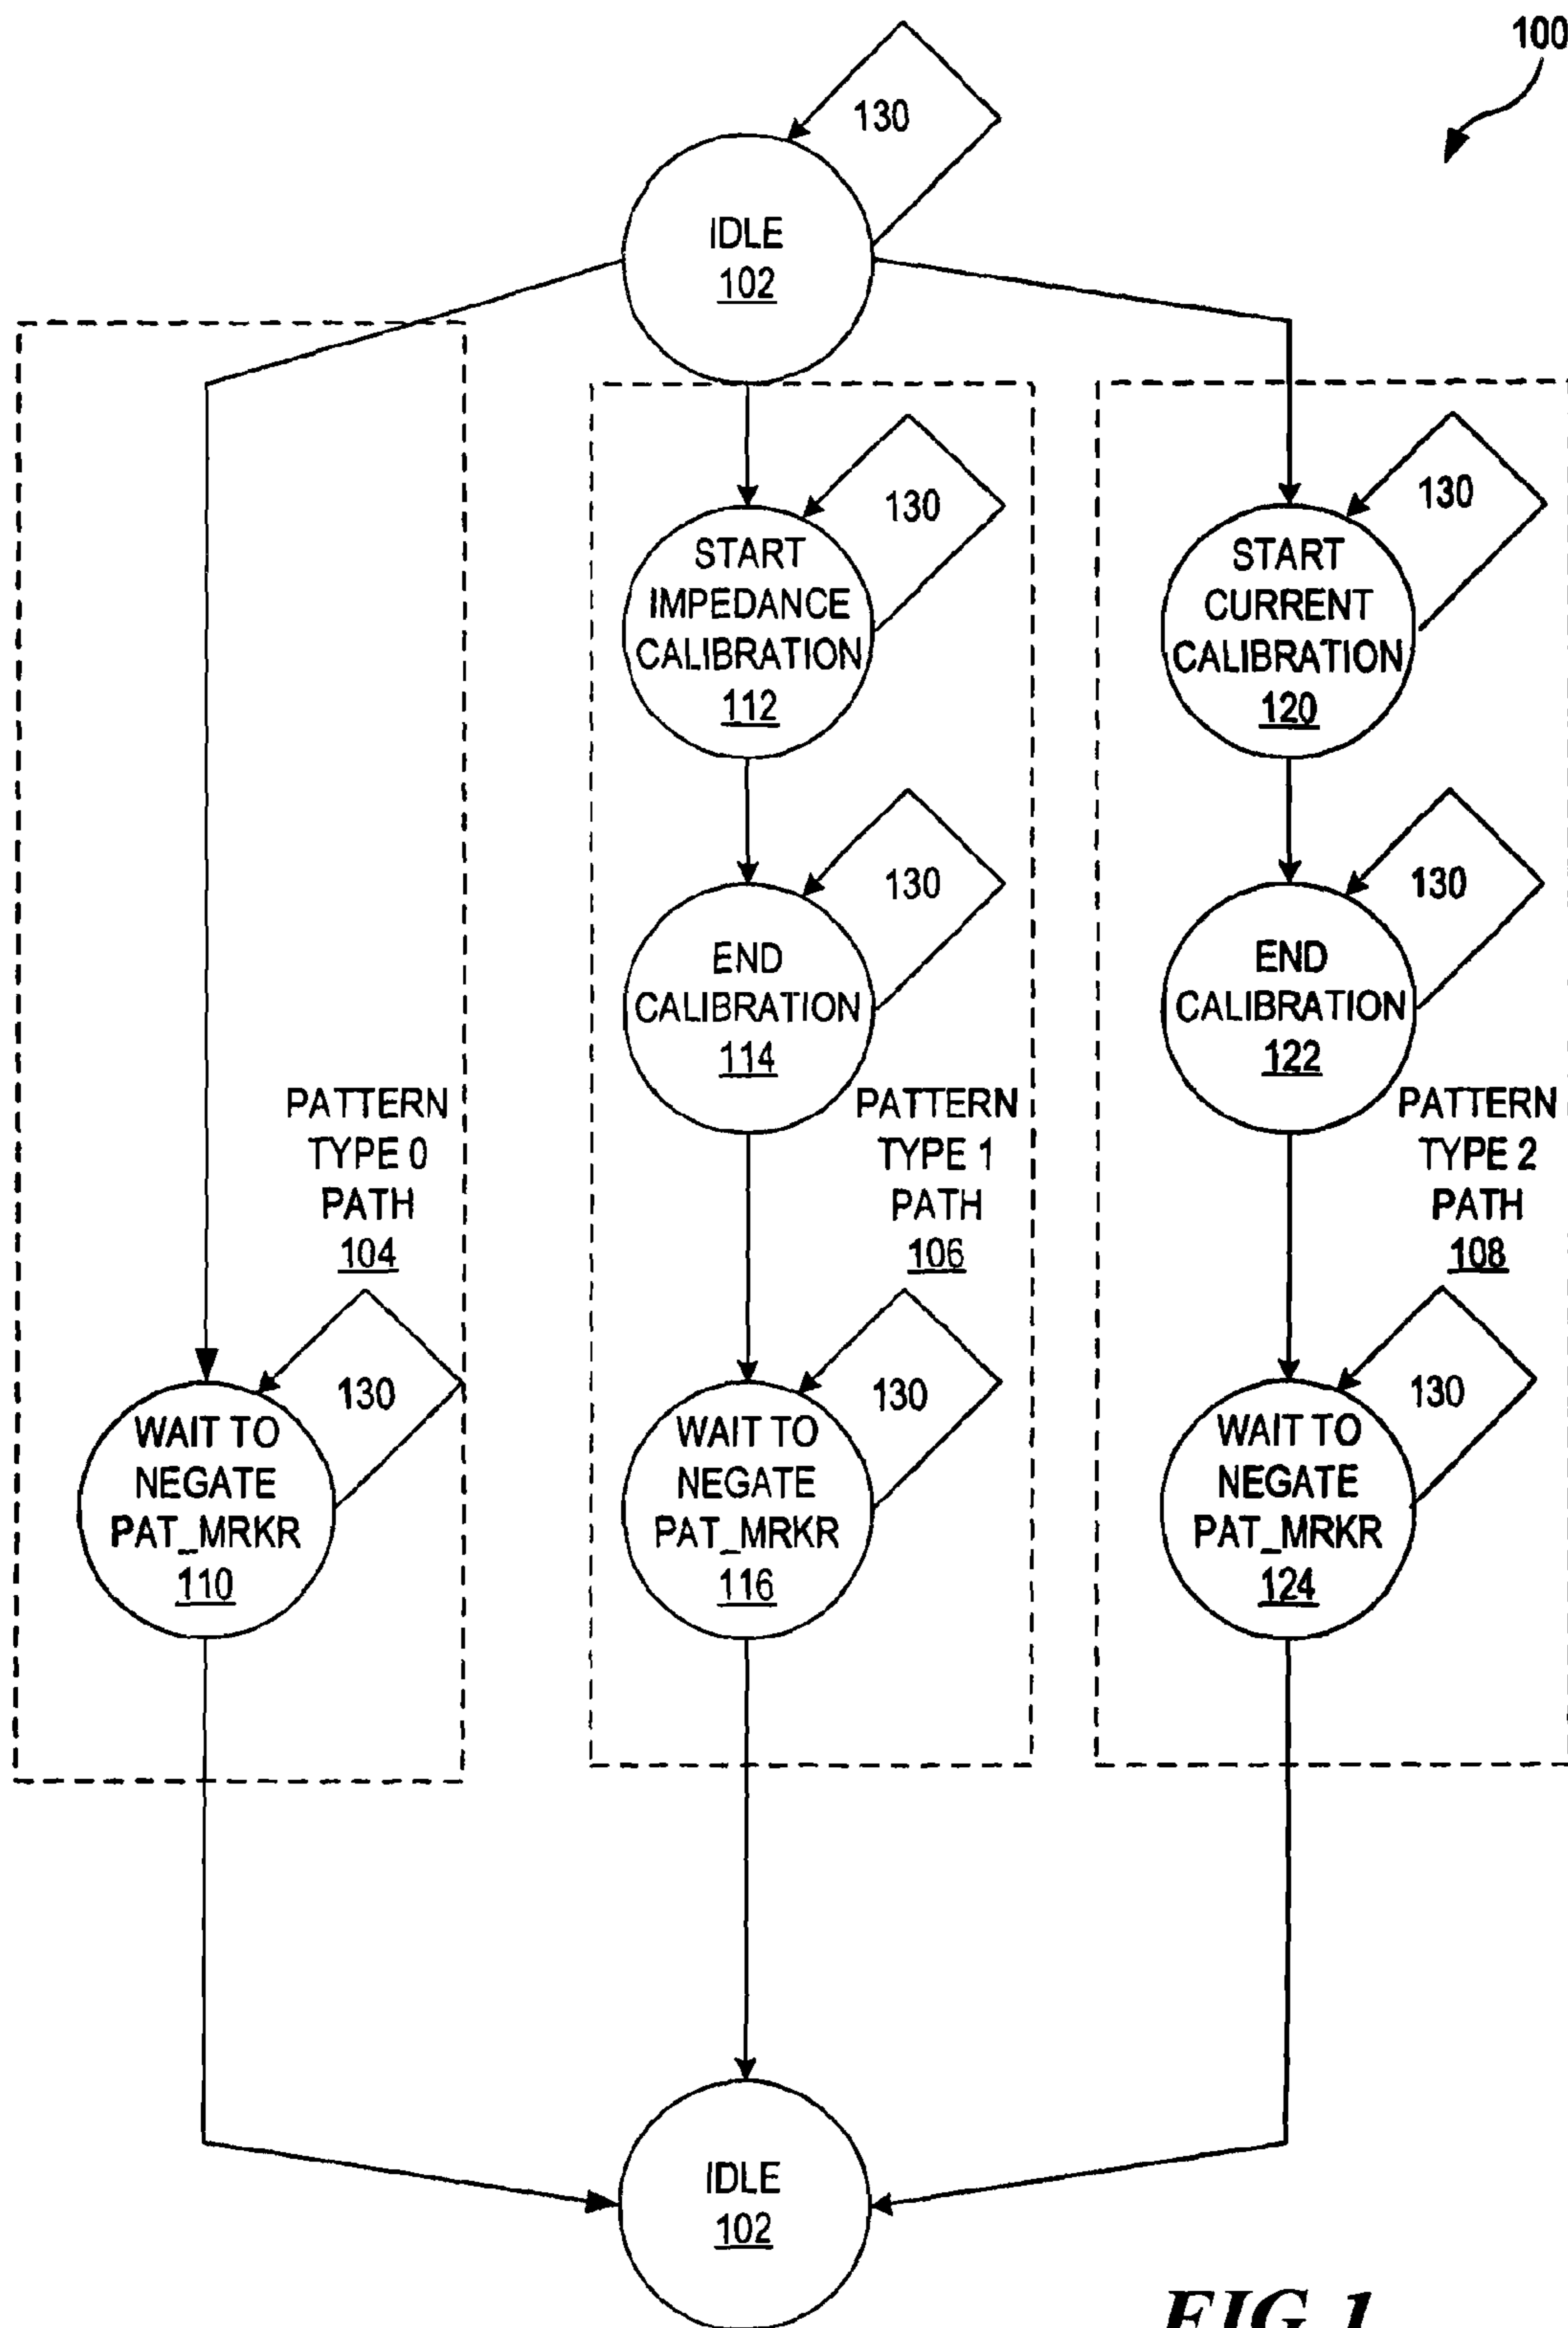 100
130
IDLE
102
130
START
IMPEDANCE
CALIBRATION
112
130
START
CURRENT
CALIBRATION
120
130
END
CALIBRATION
114
130
END
CALIBRATION
122
PATTERN
TYPE 0
PATH
104
PATTERN
TYPE 1
PATH
106
PATTERN
TYPE 2
PATH
108
130
WAIT TO
NEGATE
PAT_MRKR
110
130
WAIT TO
NEGATE
PAT_MRKR
116
130
WAIT TO
NEGATE
PAT_MRKR
124
IDLE
102
FIG 1